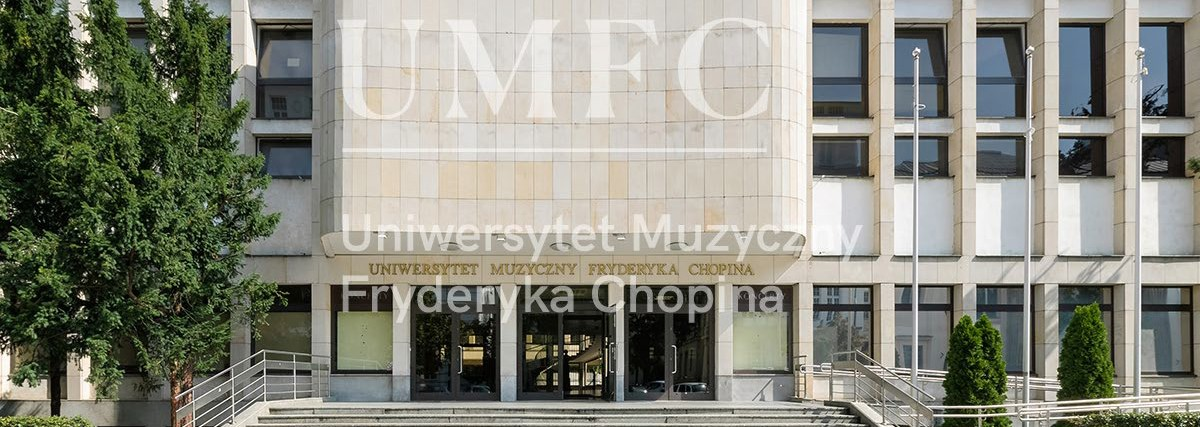 UMFC
Uniwersytet Muzyczny
UNIWERSYTET MUZYCZNY FRYDERYKA CHOPINA
Fryderyka Chopina